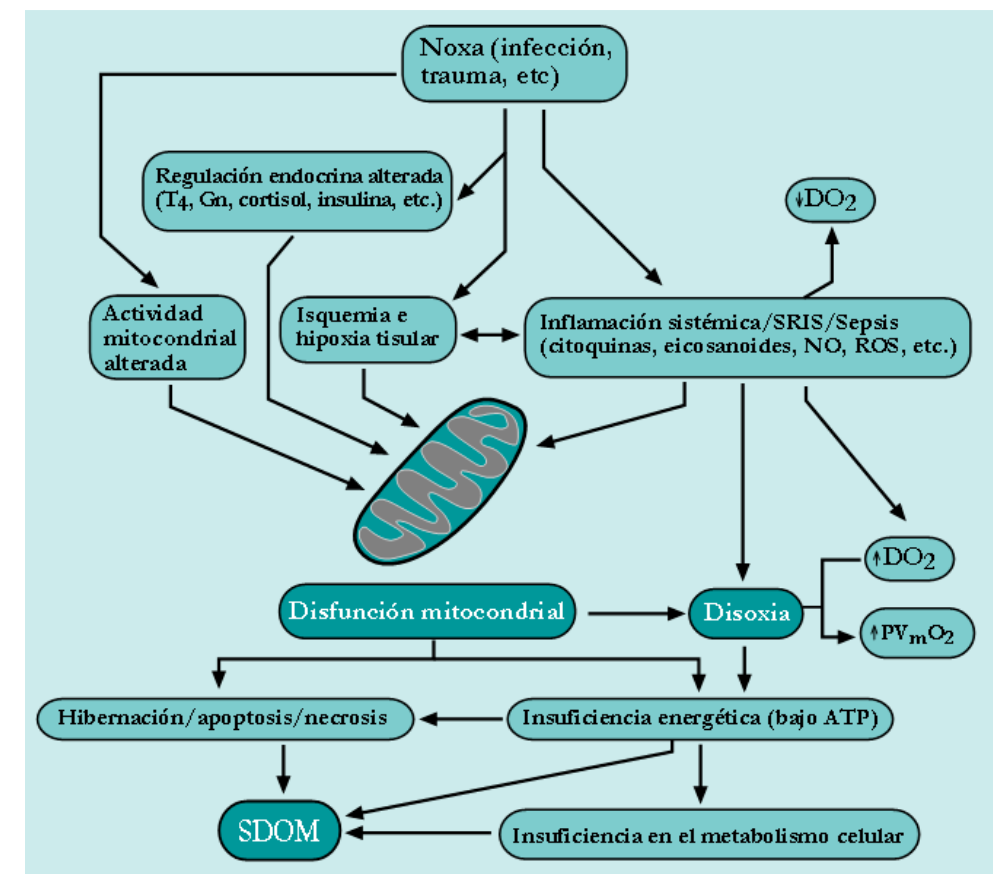 Noxa (infección,
trauma, etc)
Regulación endocrina alterada
(T4, Gn, cortisol, insulina, etc.)
↓DO2
Actividad
mitocondrial
alterada
Isquemia e
hipoxia tisular
Inflamación sistémica/SRIS/Sepsis
(citoquinas, eicosanoides, NO, ROS, etc.)
↑DO2
Disfunción mitocondrial
Disoxia
↑PVmO2
Hibernación/apoptosis/necrosis
Insuficiencia energética (bajo ATP)
SDOM
Insuficiencia en el metabolismo celular